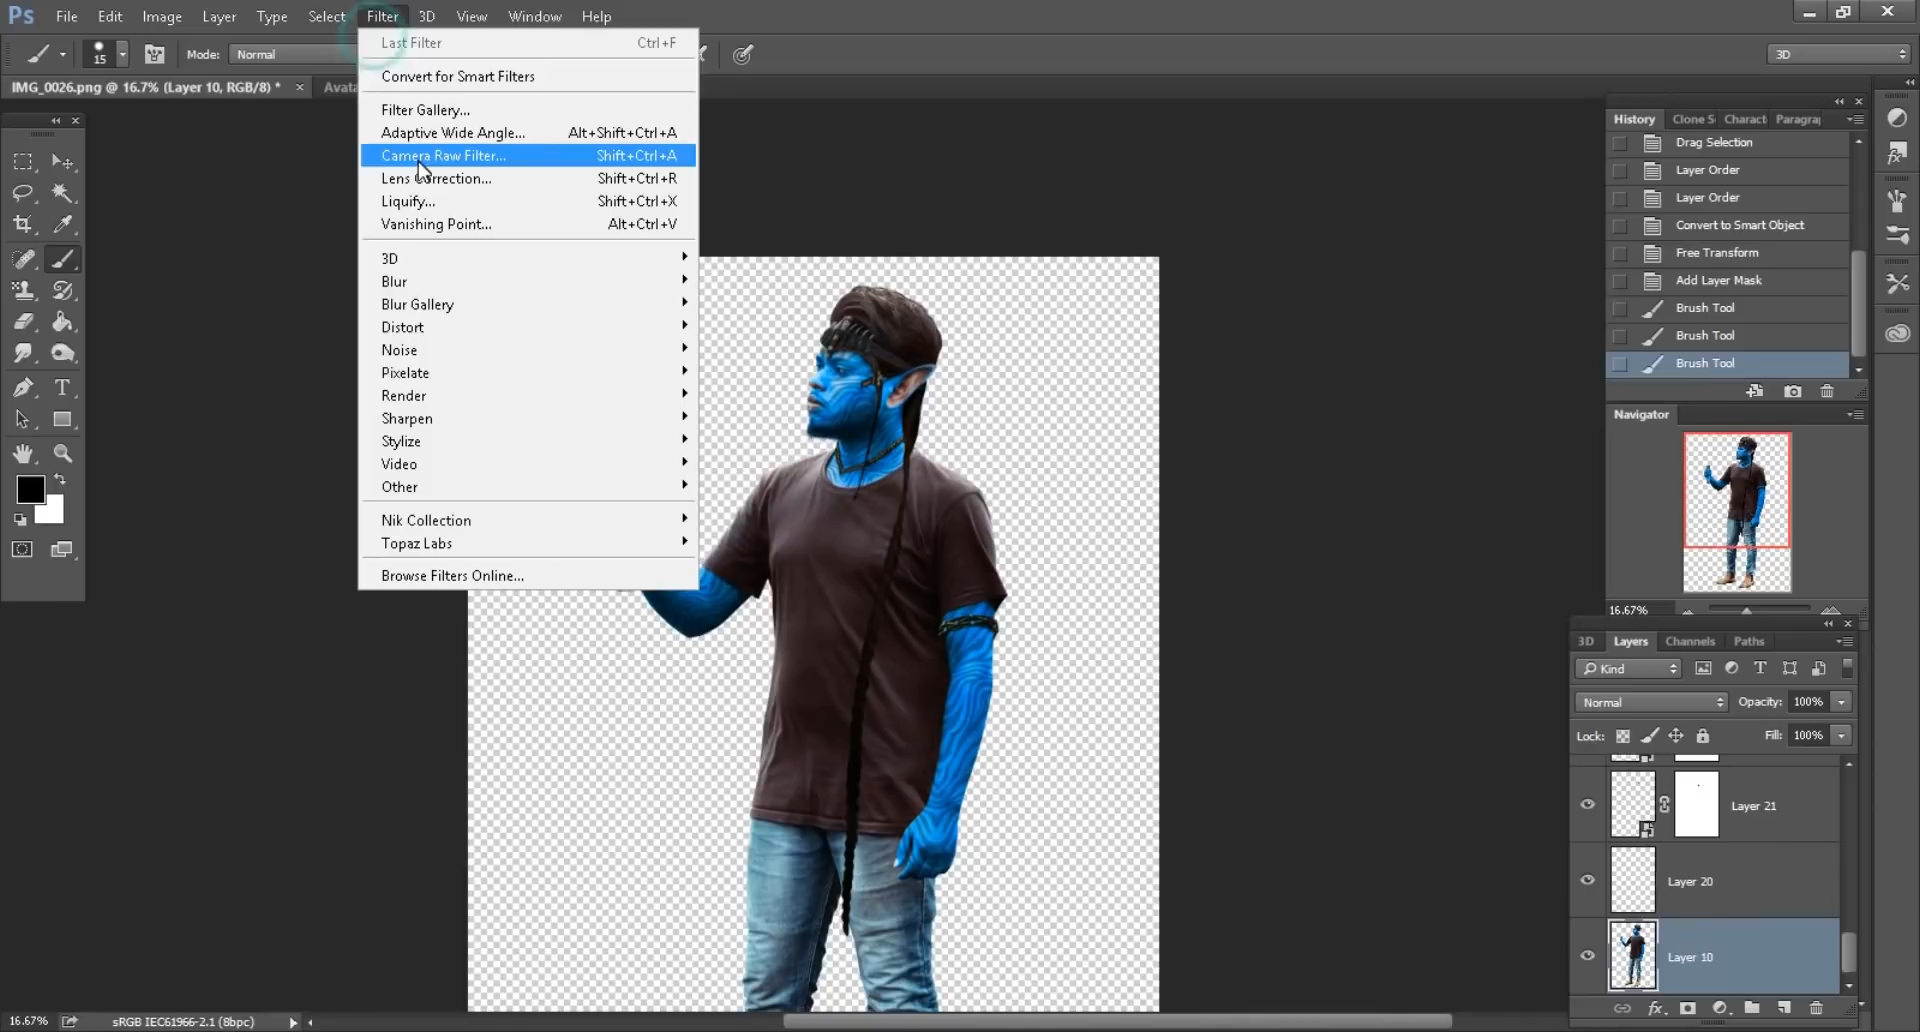 Ps File Edit Image Layer Type Select Filter 3D View Window Help
15 Mode: Normal 3D
IMG_0026.png @ 16.7% (Layer 10, RGB/8) * × Avata
Last Filter Ctrl+F
Convert for Smart Filters
Filter Gallery...
Adaptive Wide Angle... Alt+Shift+Ctrl+A
Camera Raw Filter... Shift+Ctrl+A
Lens Correction... Shift+Ctrl+R
Liquify... Shift+Ctrl+X
Vanishing Point... Alt+Ctrl+V
3D
Blur
Blur Gallery
Distort
Noise
Pixelate
Render
Sharpen
Stylize
Video
Other
Nik Collection
Topaz Labs
Browse Filters Online...
History Clone S Charact Paragra
Drag Selection
Layer Order
Layer Order
Convert to Smart Object
Free Transform
Add Layer Mask
Brush Tool
Brush Tool
Brush Tool
Navigator
16.67%
3D Layers Channels Paths
Kind
Normal Opacity: 100%
Lock: Fill: 100%
Layer 21
Layer 20
Layer 10
16.67% sRGB IEC61966-2.1 (8bpc)